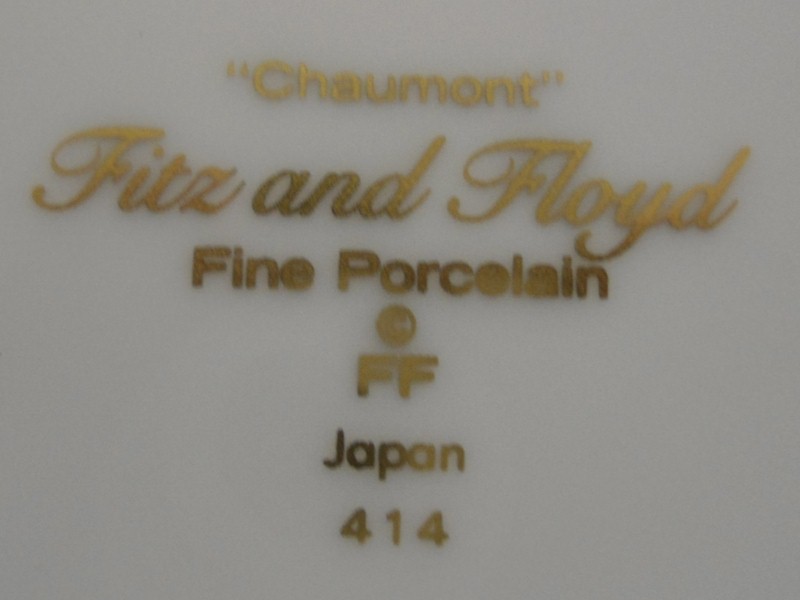 "Chaumont"
Fitz and Floyd
Fine Porcelain
©
FF
Japan
414